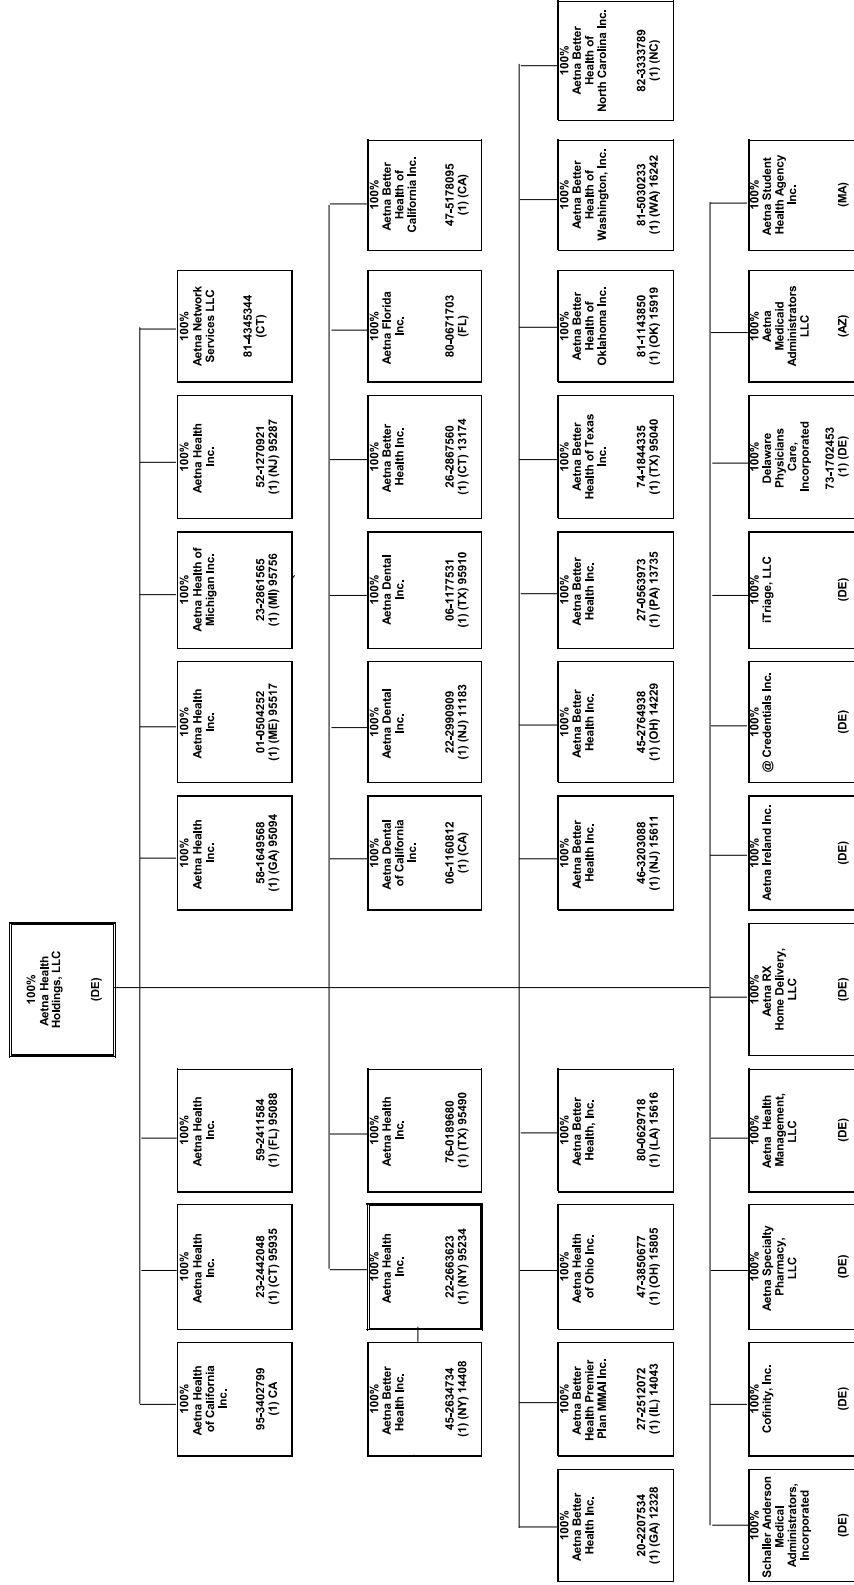 100%
Aetna Health
Holdings, LLC
(DE)
100%
Aetna Health
of California
Inc.
95-3402799
(1) CA
100%
Aetna Health
Inc.
23-2442048
(1) (CT) 95935
100%
Aetna Health
Inc.
59-2411584
(1) (FL) 95088
100%
Aetna Health
Inc.
58-1649568
(1) (GA) 95094
100%
Aetna Health
Inc.
01-0504252
(1) (ME) 95517
100%
Aetna Health of
Michigan Inc.
23-2861565
(1) (MI) 95756
100%
Aetna Health
Inc.
52-1270921
(1) (NJ) 95287
100%
Aetna Network
Services LLC
81-4345344
(CT)
100%
Aetna Better
Health Inc.
45-2634734
(1) (NY) 14408
100%
Aetna Health
Inc.
22-2663623
(1) (NY) 95234
100%
Aetna Health
Inc.
76-0189680
(1) (TX) 95490
100%
Aetna Dental
of California
Inc.
06-1160812
(1) (CA)
100%
Aetna Dental
Inc.
22-2990909
(1) (NJ) 11183
100%
Aetna Dental
Inc.
06-1177531
(1) (TX) 95910
100%
Aetna Better
Health Inc.
26-2867560
(1) (CT) 13174
100%
Aetna Florida
Inc.
80-0671703
(FL)
100%
Aetna Better
Health of
California Inc.
47-5178095
(1) (CA)
100%
Aetna Better
Health Inc.
20-2207534
(1) (GA) 12328
100%
Aetna Better
Health Premier
Plan MMAI Inc.
27-2512072
(1) (IL) 14043
100%
Aetna Health
of Ohio Inc.
47-3850677
(1) (OH) 15805
100%
Aetna Better
Health, Inc.
80-0629718
(1) (LA) 15616
100%
Aetna Better
Health Inc.
46-3203088
(1) (NJ) 15611
100%
Aetna Better
Health Inc.
45-2764938
(1) (OH) 14229
100%
Aetna Better
Health Inc.
27-0563973
(1) (PA) 13735
100%
Aetna Better
Health of Texas
Inc.
74-1844335
(1) (TX) 95040
100%
Aetna Better
Health of
Oklahoma Inc.
81-1143850
(1) (OK) 15919
100%
Aetna Better
Health of
Washington, Inc.
81-5030233
(1) (WA) 16242
100%
Aetna Better
Health of
North Carolina Inc.
82-3333789
(1) (NC)
100%
Schaller Anderson
Medical
Administrators,
Incorporated
(DE)
100%
Cofinity, Inc.
(DE)
100%
Aetna Specialty
Pharmacy,
LLC
(DE)
100%
Aetna Health
Management,
LLC
(DE)
100%
Aetna RX
Home Delivery,
LLC
(DE)
100%
Aetna Ireland Inc.
(DE)
100%
@ Credentials Inc.
(DE)
100%
iTriage, LLC
(DE)
100%
Delaware
Physicians
Care,
Incorporated
73-1702453
(1) (DE)
100%
Aetna
Medicaid
Administrators
LLC
(AZ)
100%
Aetna Student
Health Agency
Inc.
(MA)